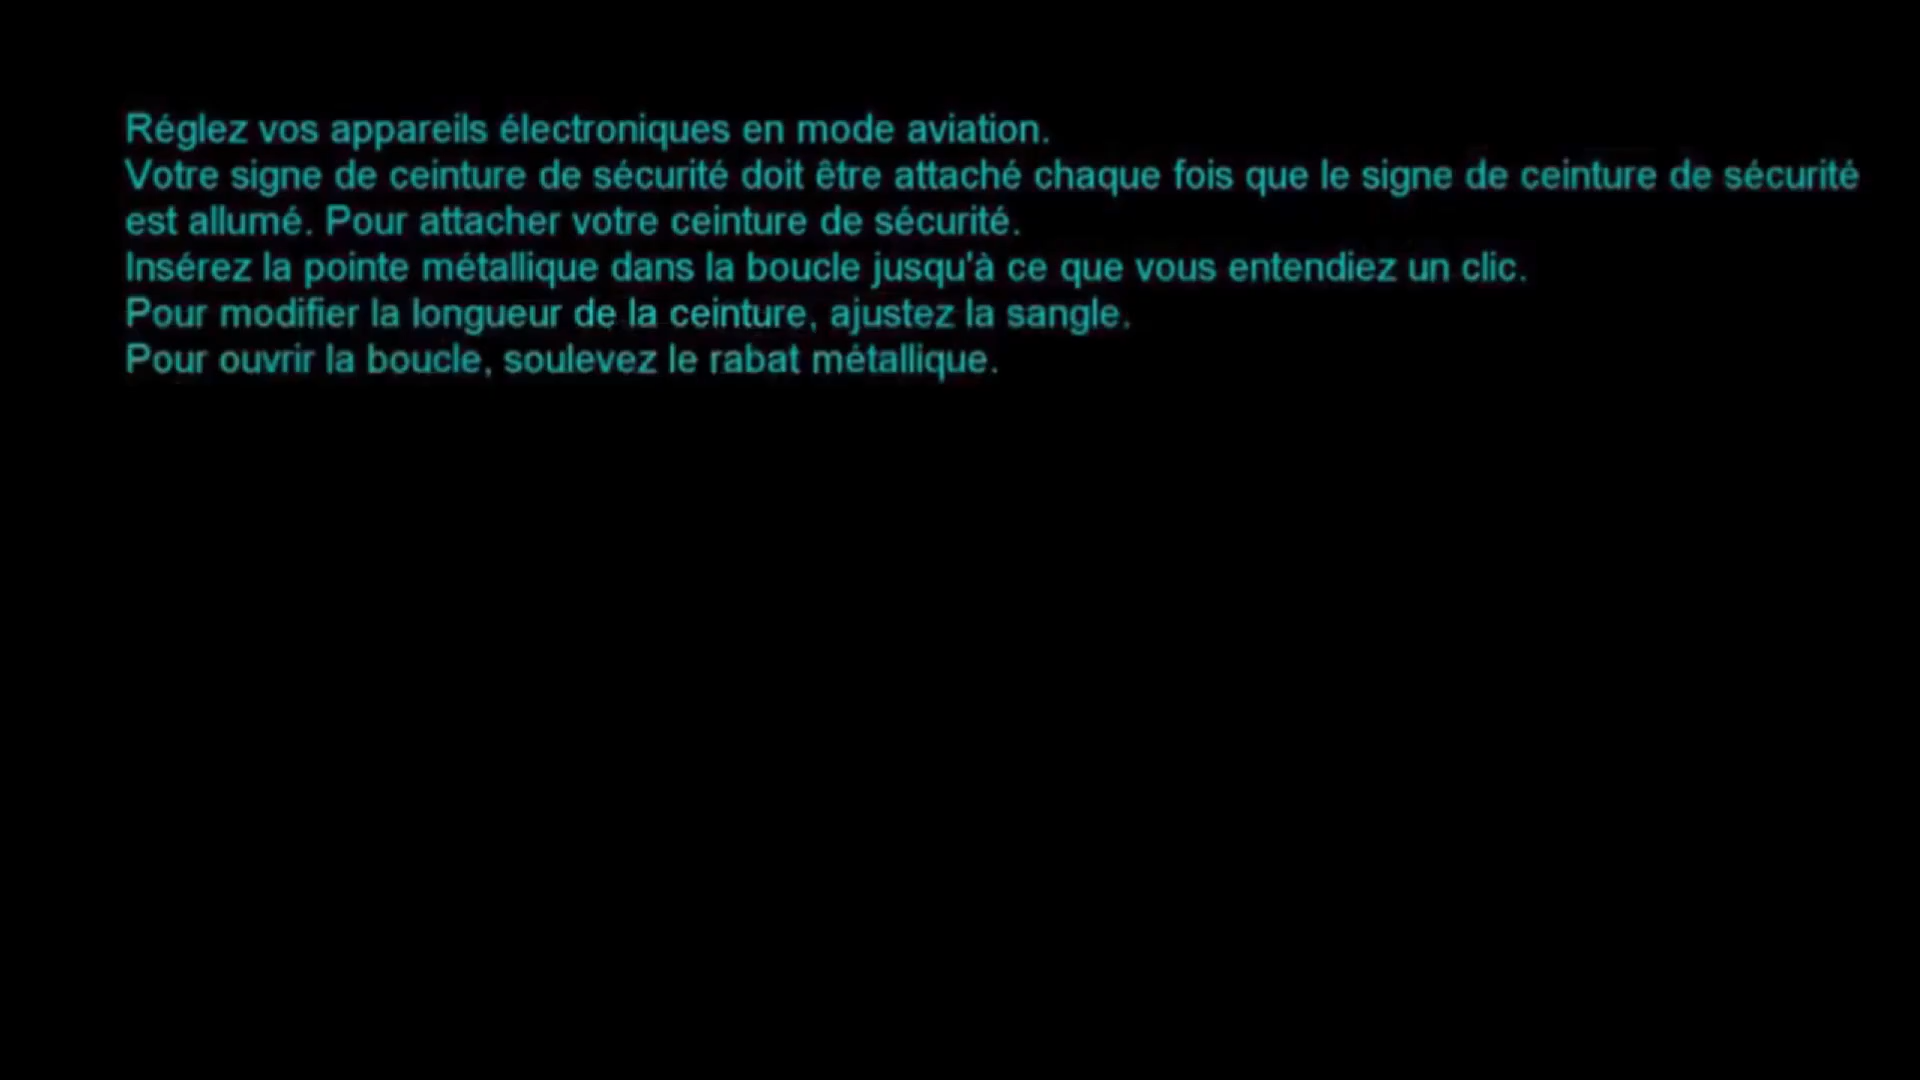 Réglez vos appareils électroniques en mode aviation.
Votre signe de ceinture de sécurité doit être attaché chaque fois que le signe de ceinture de sécurité
est allumé. Pour attacher votre ceinture de sécurité.
Insérez la pointe métallique dans la boucle jusqu'à ce que vous entendiez un clic.
Pour modifier la longueur de la ceinture, ajustez la sangle.
Pour ouvrir la boucle, soulevez le rabat métallique.